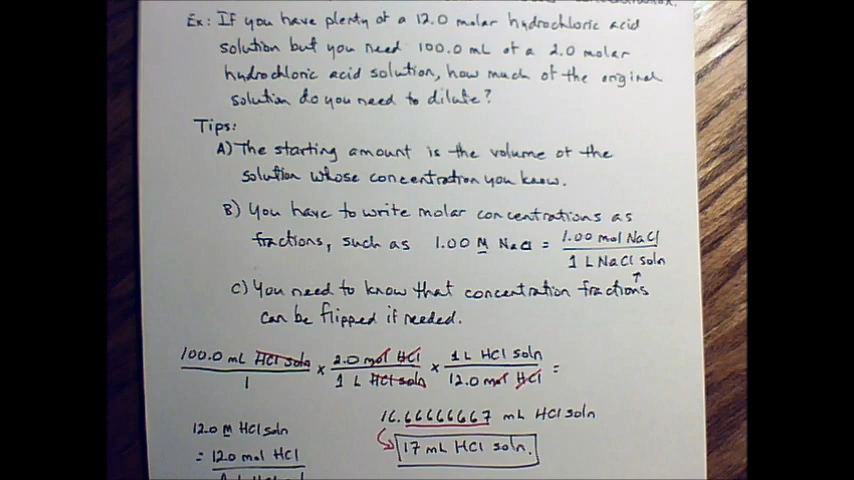 Ex: If you have plenty of a 12.0 molar hydrochloric acid
solution but you need 100.0 mL of a 2.0 molar
hydrochloric acid solution, how much of the original
solution do you need to dilute?
Tips:
A) The starting amount is the volume of the
solution whose concentration you know.
B) You have to write molar concentrations as
fractions, such as 1.00 M NaCl = 1.00 mol NaCl / 1 L NaCl soln
C) You need to know that concentration fractions
can be flipped if needed.
100.0 mL HCl soln / 1 × 2.0 mol HCl / 1 L HCl soln × 1 L HCl soln / 12.0 mol HCl =
16.66666667 mL HCl soln
17 mL HCl soln.
12.0 M HCl soln
= 12.0 mol HCl